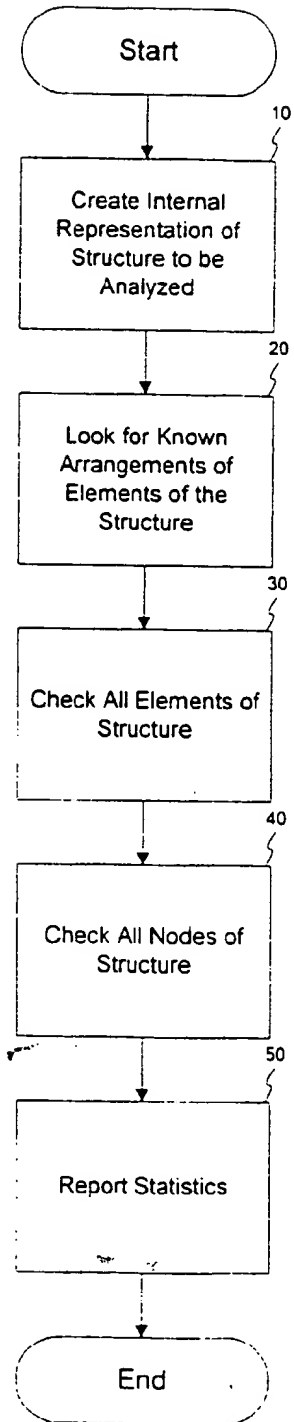 Start
10
Create Internal
Representation of
Structure to be
Analyzed
20
Look for Known
Arrangements of
Elements of the
Structure
30
Check All Elements of
Structure
40
Check All Nodes of
Structure
50
Report Statistics
End